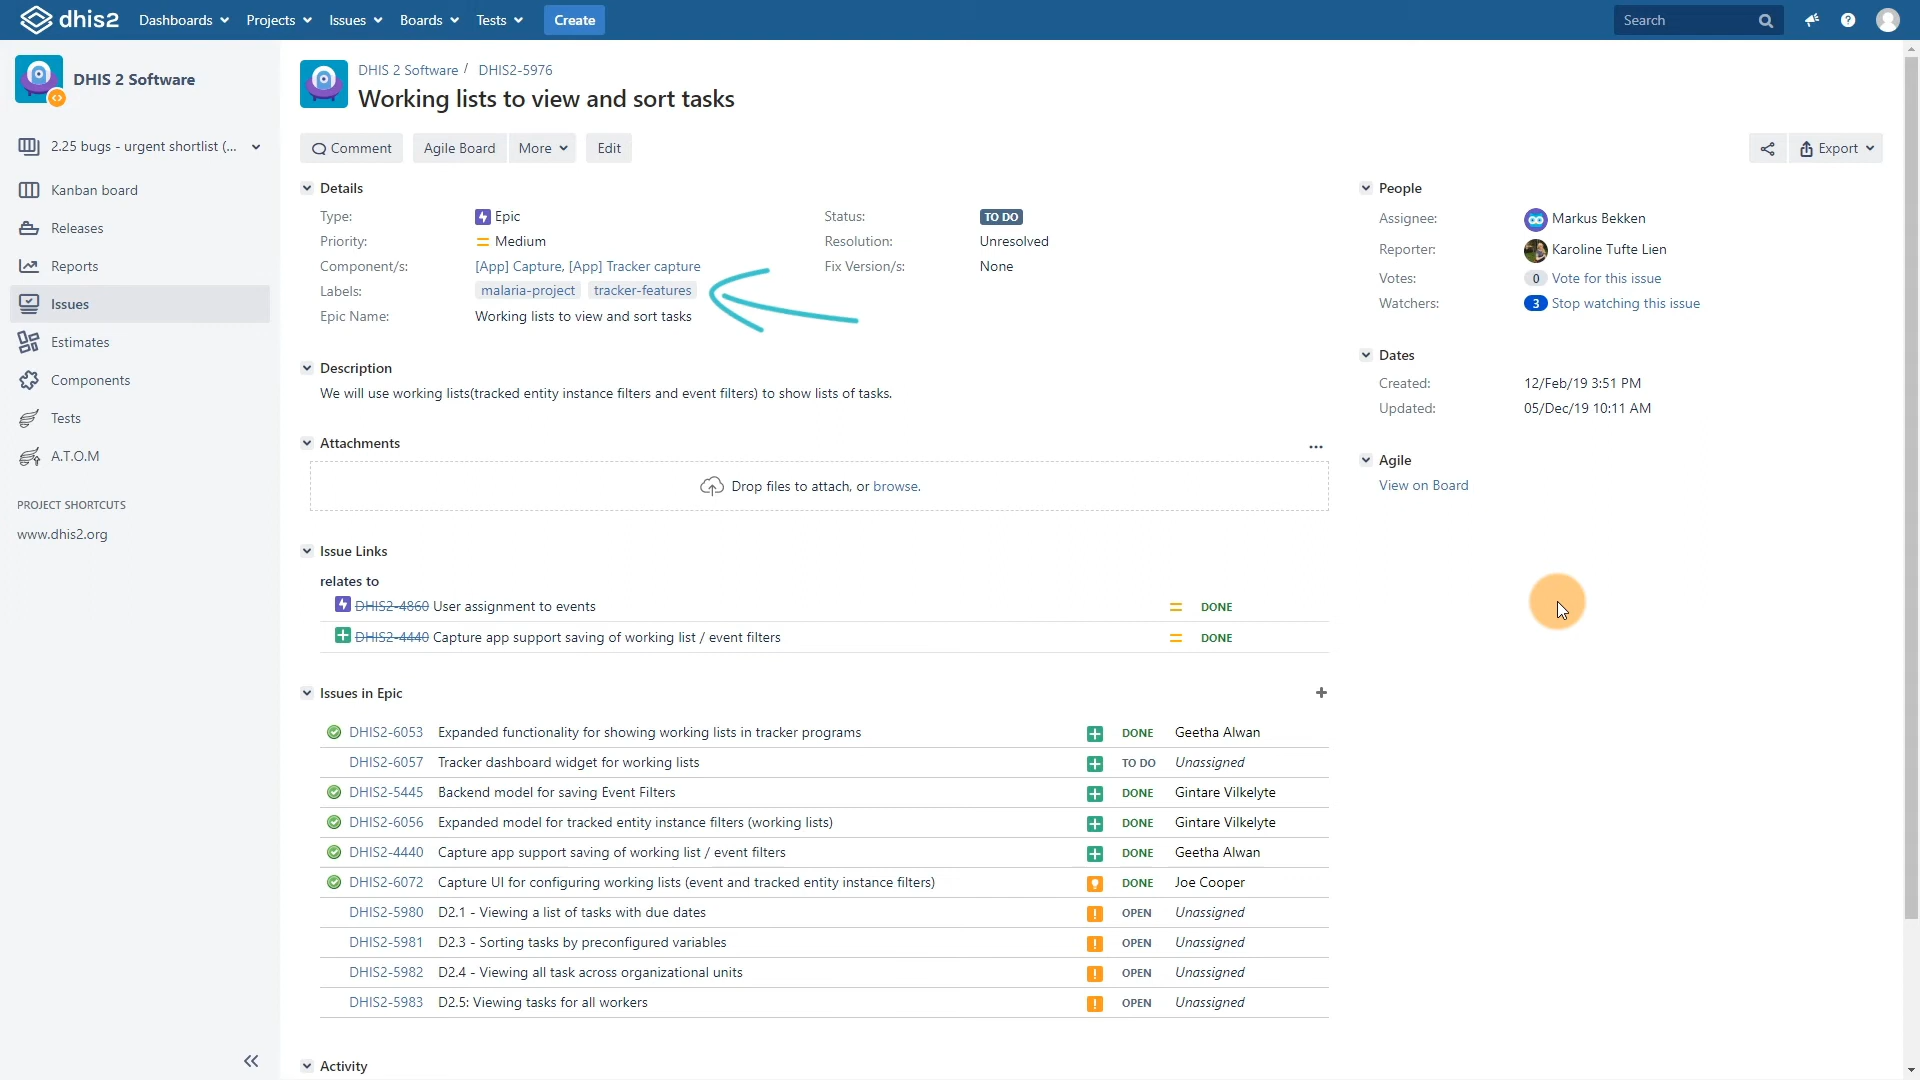 dhis2 Dashboards Projects Issues Boards Tests Create Search
DHIS 2 Software
2.25 bugs - urgent shortlist (...
Kanban board
Releases
Reports
Issues
Estimates
Components
Tests
A.T.O.M
PROJECT SHORTCUTS
www.dhis2.org
DHIS 2 Software / DHIS2-5976
Working lists to view and sort tasks
Comment Agile Board More Edit Export
Details
Type: Epic Status: TO DO
Priority: Medium Resolution: Unresolved
Component/s: [App] Capture, [App] Tracker capture Fix Version/s: None
Labels: malaria-project tracker-features
Epic Name: Working lists to view and sort tasks
Description
We will use working lists(tracked entity instance filters and event filters) to show lists of tasks.
Attachments ...
Drop files to attach, or browse.
Issue Links
relates to
DHIS2-4860 User assignment to events DONE
DHIS2-4440 Capture app support saving of working list / event filters DONE
Issues in Epic
DHIS2-6053 Expanded functionality for showing working lists in tracker programs DONE Geetha Alwan
DHIS2-6057 Tracker dashboard widget for working lists TO DO Unassigned
DHIS2-5445 Backend model for saving Event Filters DONE Gintare Vilkelyte
DHIS2-6056 Expanded model for tracked entity instance filters (working lists) DONE Gintare Vilkelyte
DHIS2-4440 Capture app support saving of working list / event filters DONE Geetha Alwan
DHIS2-6072 Capture UI for configuring working lists (event and tracked entity instance filters) DONE Joe Cooper
DHIS2-5980 D2.1 - Viewing a list of tasks with due dates OPEN Unassigned
DHIS2-5981 D2.3 - Sorting tasks by preconfigured variables OPEN Unassigned
DHIS2-5982 D2.4 - Viewing all task across organizational units OPEN Unassigned
DHIS2-5983 D2.5: Viewing tasks for all workers OPEN Unassigned
Activity
People
Assignee: Markus Bekken
Reporter: Karoline Tufte Lien
Votes: 0 Vote for this issue
Watchers: 3 Stop watching this issue
Dates
Created: 12/Feb/19 3:51 PM
Updated: 05/Dec/19 10:11 AM
Agile
View on Board